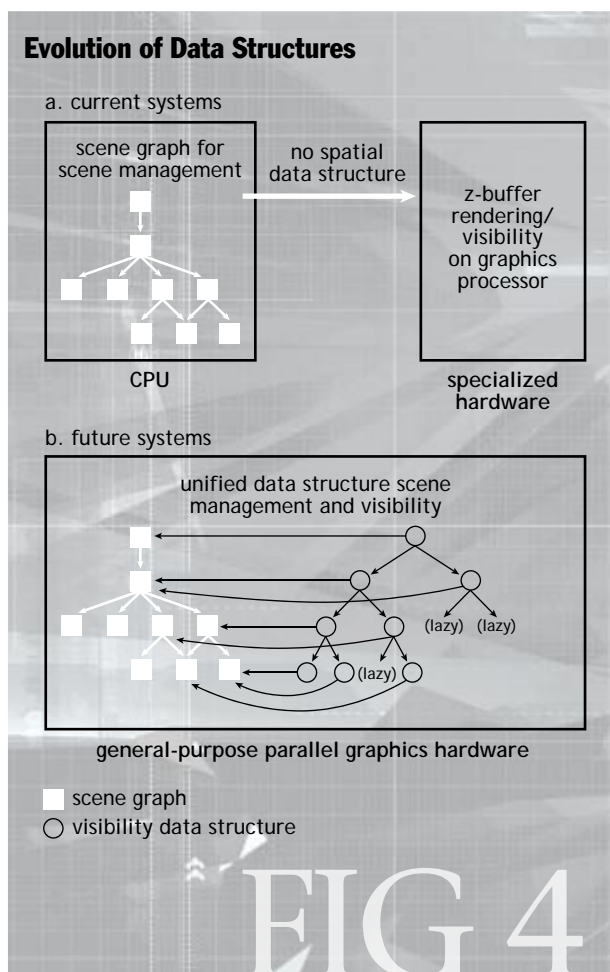 Evolution of Data Structures
a. current systems
scene graph for
scene management
no spatial
data structure
z-buffer
rendering/
visibility
on graphics
processor
CPU
specialized
hardware
b. future systems
unified data structure scene
management and visibility
(lazy) (lazy)
(lazy)
general-purpose parallel graphics hardware
scene graph
visibility data structure
FIG 4